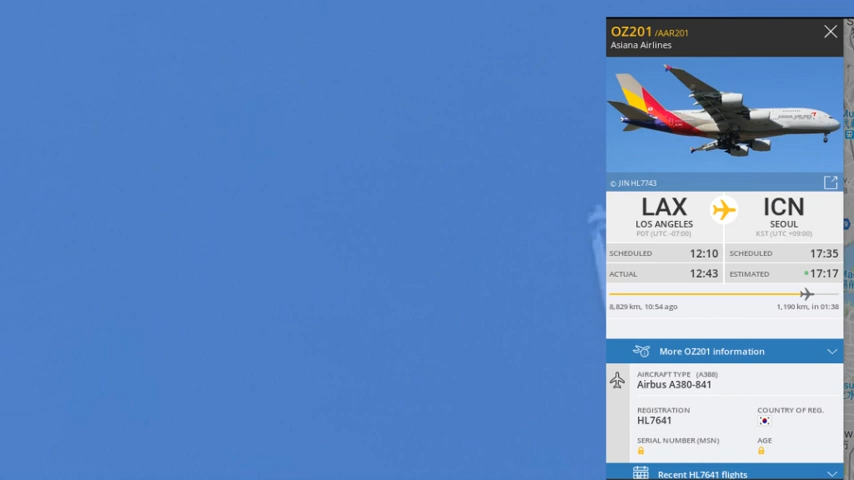 OZ201 /AAR201
Asiana Airlines
© JIN HL7743
LAX
LOS ANGELES
PDT (UTC -07:00)
ICN
SEOUL
KST (UTC +09:00)
SCHEDULED 12:10 SCHEDULED 17:35
ACTUAL 12:43 ESTIMATED 17:17
8,829 km, 10:54 ago 1,190 km, in 01:38
More OZ201 information
AIRCRAFT TYPE (A388)
Airbus A380-841
REGISTRATION COUNTRY OF REG.
HL7641
SERIAL NUMBER (MSN) AGE
Recent HL7641 flights